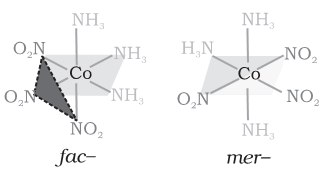 NH₃ NH₃
O₂N NH₃ H₃N NO₂
Co Co
O₂N NH₃ O₂N NO₂
NO₂ NH₃
fac– mer–